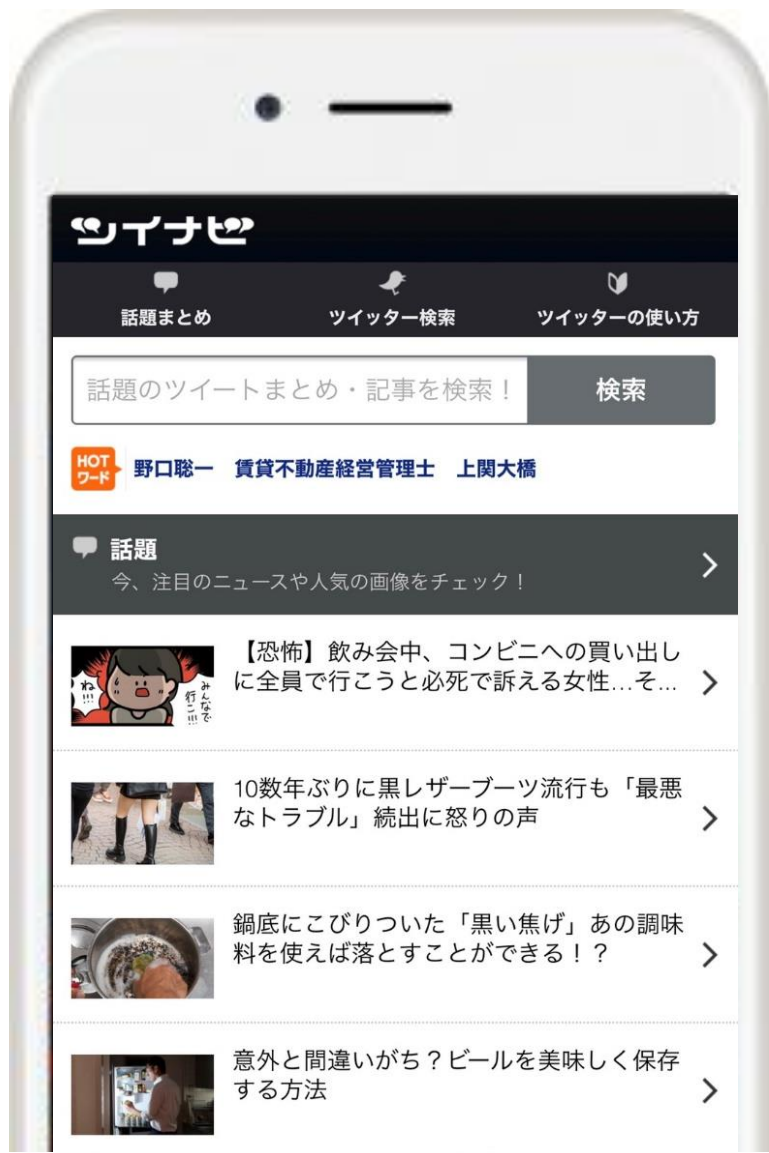 ツイナビ
話題まとめ
ツイッター検索
ツイッターの使い方
話題のツイートまとめ・記事を検索!
検索
HOT
ワード
野口聡一 賃貸不動産経営管理士 上関大橋
話題
今、注目のニュースや人気の画像をチェック!
ね
!!!
みんなで
行こ!!!
【恐怖】飲み会中、コンビニへの買い出し
に全員で行こうと必死で訴える女性…そ...
10数年ぶりに黒レザーブーツ流行も「最悪
なトラブル」続出に怒りの声
鍋底にこびりついた「黒い焦げ」あの調味
料を使えば落とすことができる!?
意外と間違いがち?ビールを美味しく保存
する方法